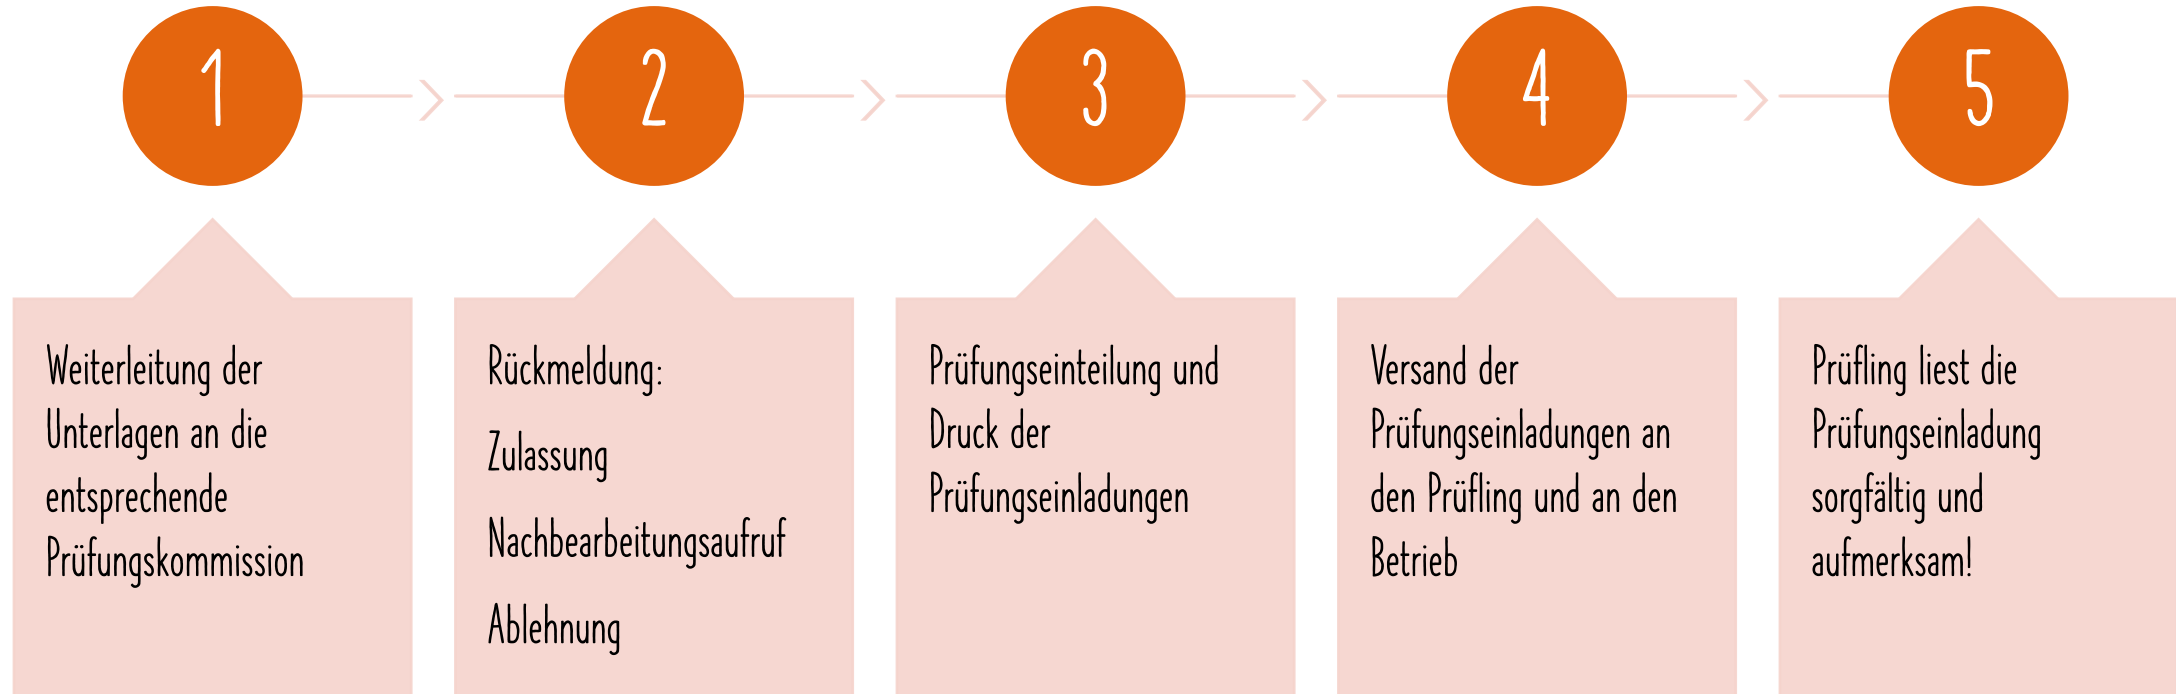 1
2
3
4
5
Weiterleitung der
Unterlagen an die
entsprechende
Prüfungskommission
Rückmeldung:
Zulassung
Nachbearbeitungsaufruf
Ablehnung
Prüfungseinteilung und
Druck der
Prüfungseinladungen
Versand der
Prüfungseinladungen an
den Prüfling und an den
Betrieb
Prüfling liest die
Prüfungseinladung
sorgfältig und
aufmerksam!